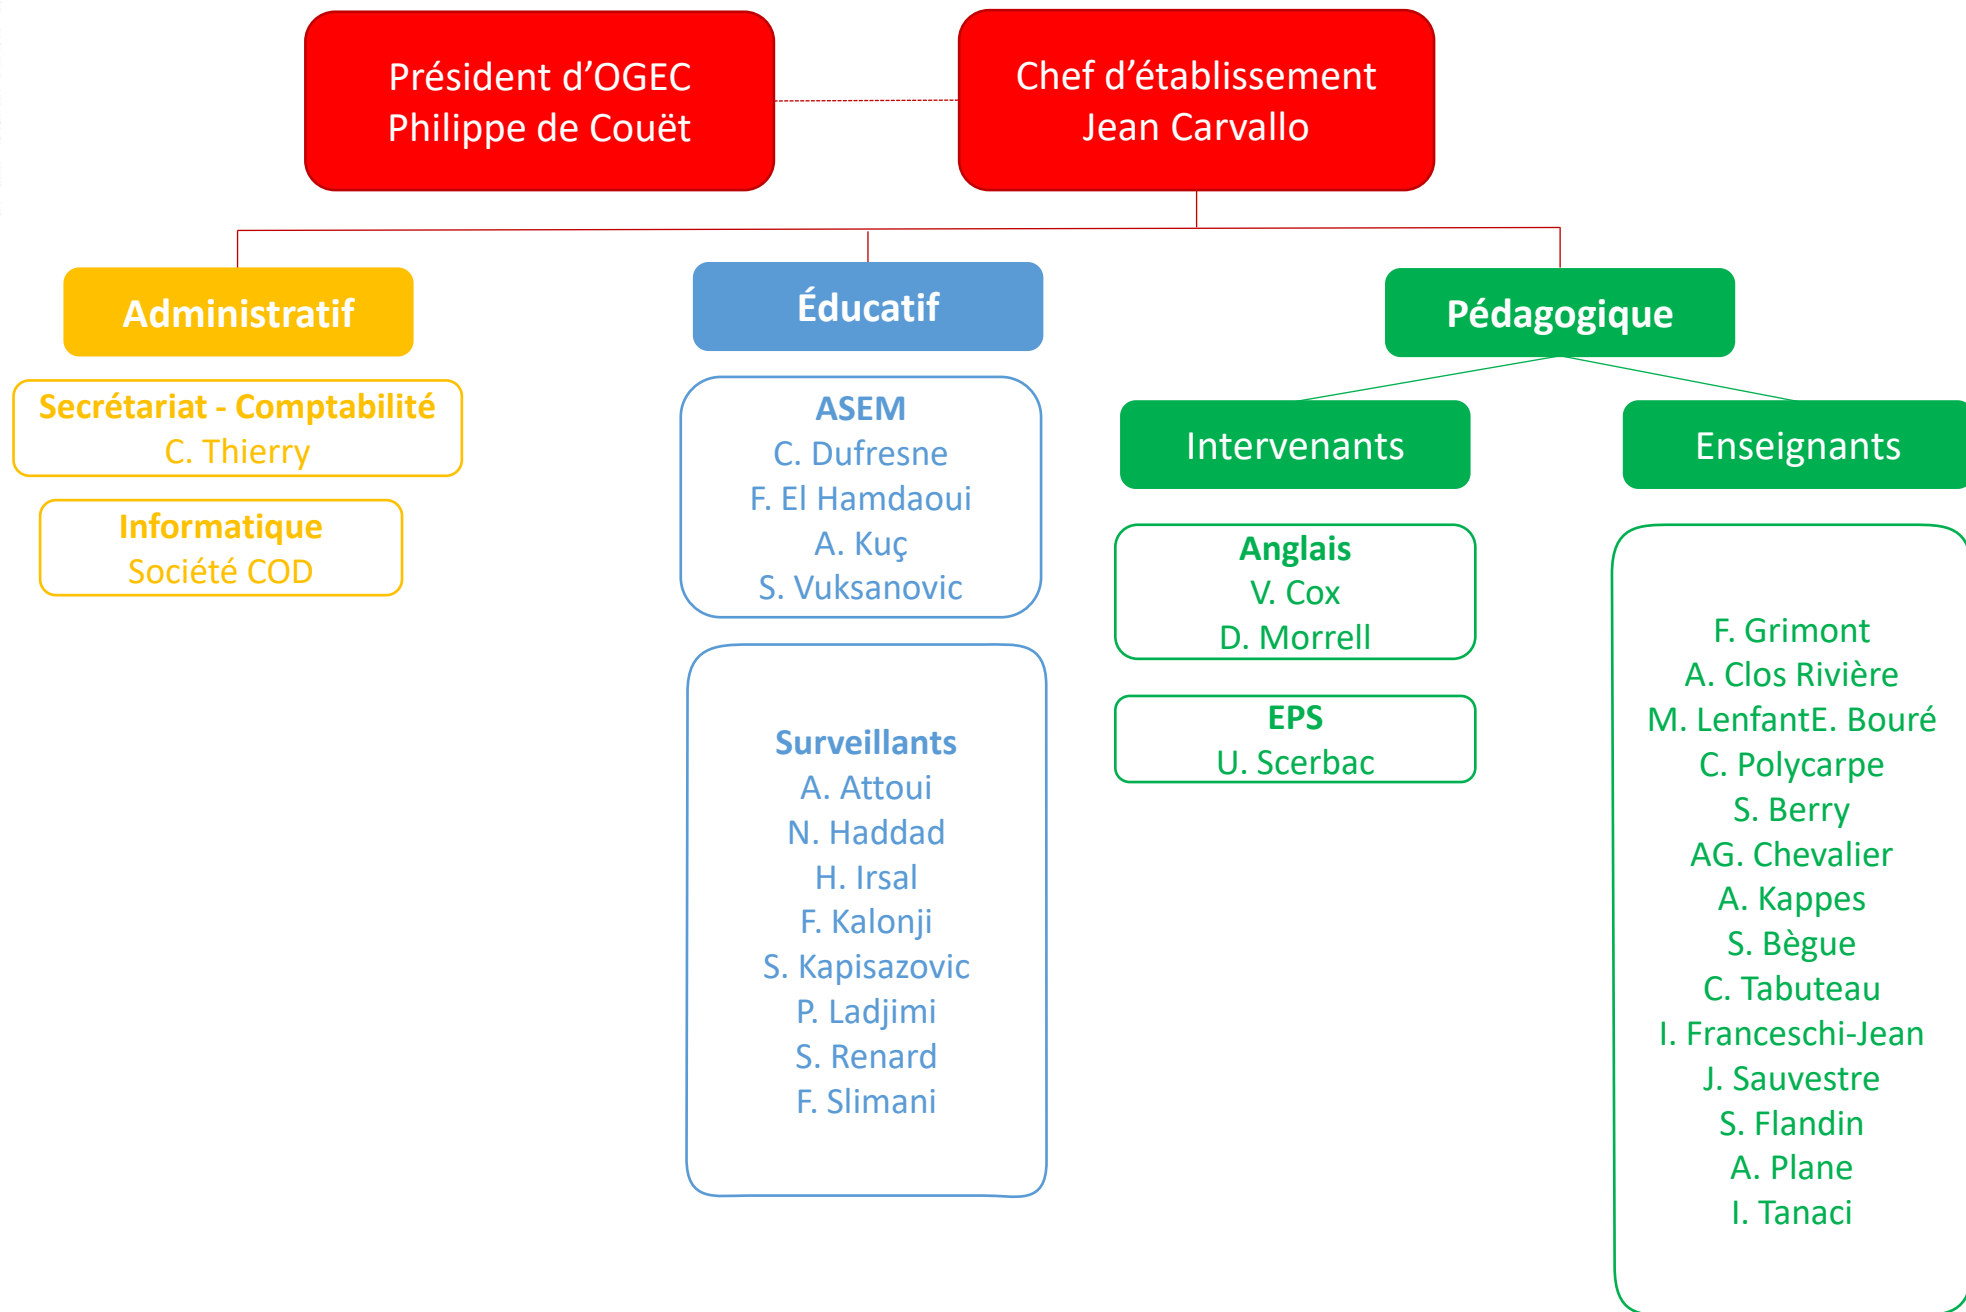 Président d’OGEC
Philippe de Couët
Chef d’établissement
Jean Carvallo
Administratif
Secrétariat - Comptabilité
C. Thierry
Informatique
Société COD
Éducatif
ASEM
C. Dufresne
F. El Hamdaoui
A. Kuç
S. Vuksanovic
Surveillants
A. Attoui
N. Haddad
H. Irsal
F. Kalonji
S. Kapisazovic
P. Ladjimi
S. Renard
F. Slimani
Pédagogique
Intervenants
Anglais
V. Cox
D. Morrell
EPS
U. Scerbac
Enseignants
F. Grimont
A. Clos Rivière
M. LenfantE. Bouré
C. Polycarpe
S. Berry
AG. Chevalier
A. Kappes
S. Bègue
C. Tabuteau
I. Franceschi-Jean
J. Sauvestre
S. Flandin
A. Plane
I. Tanaci